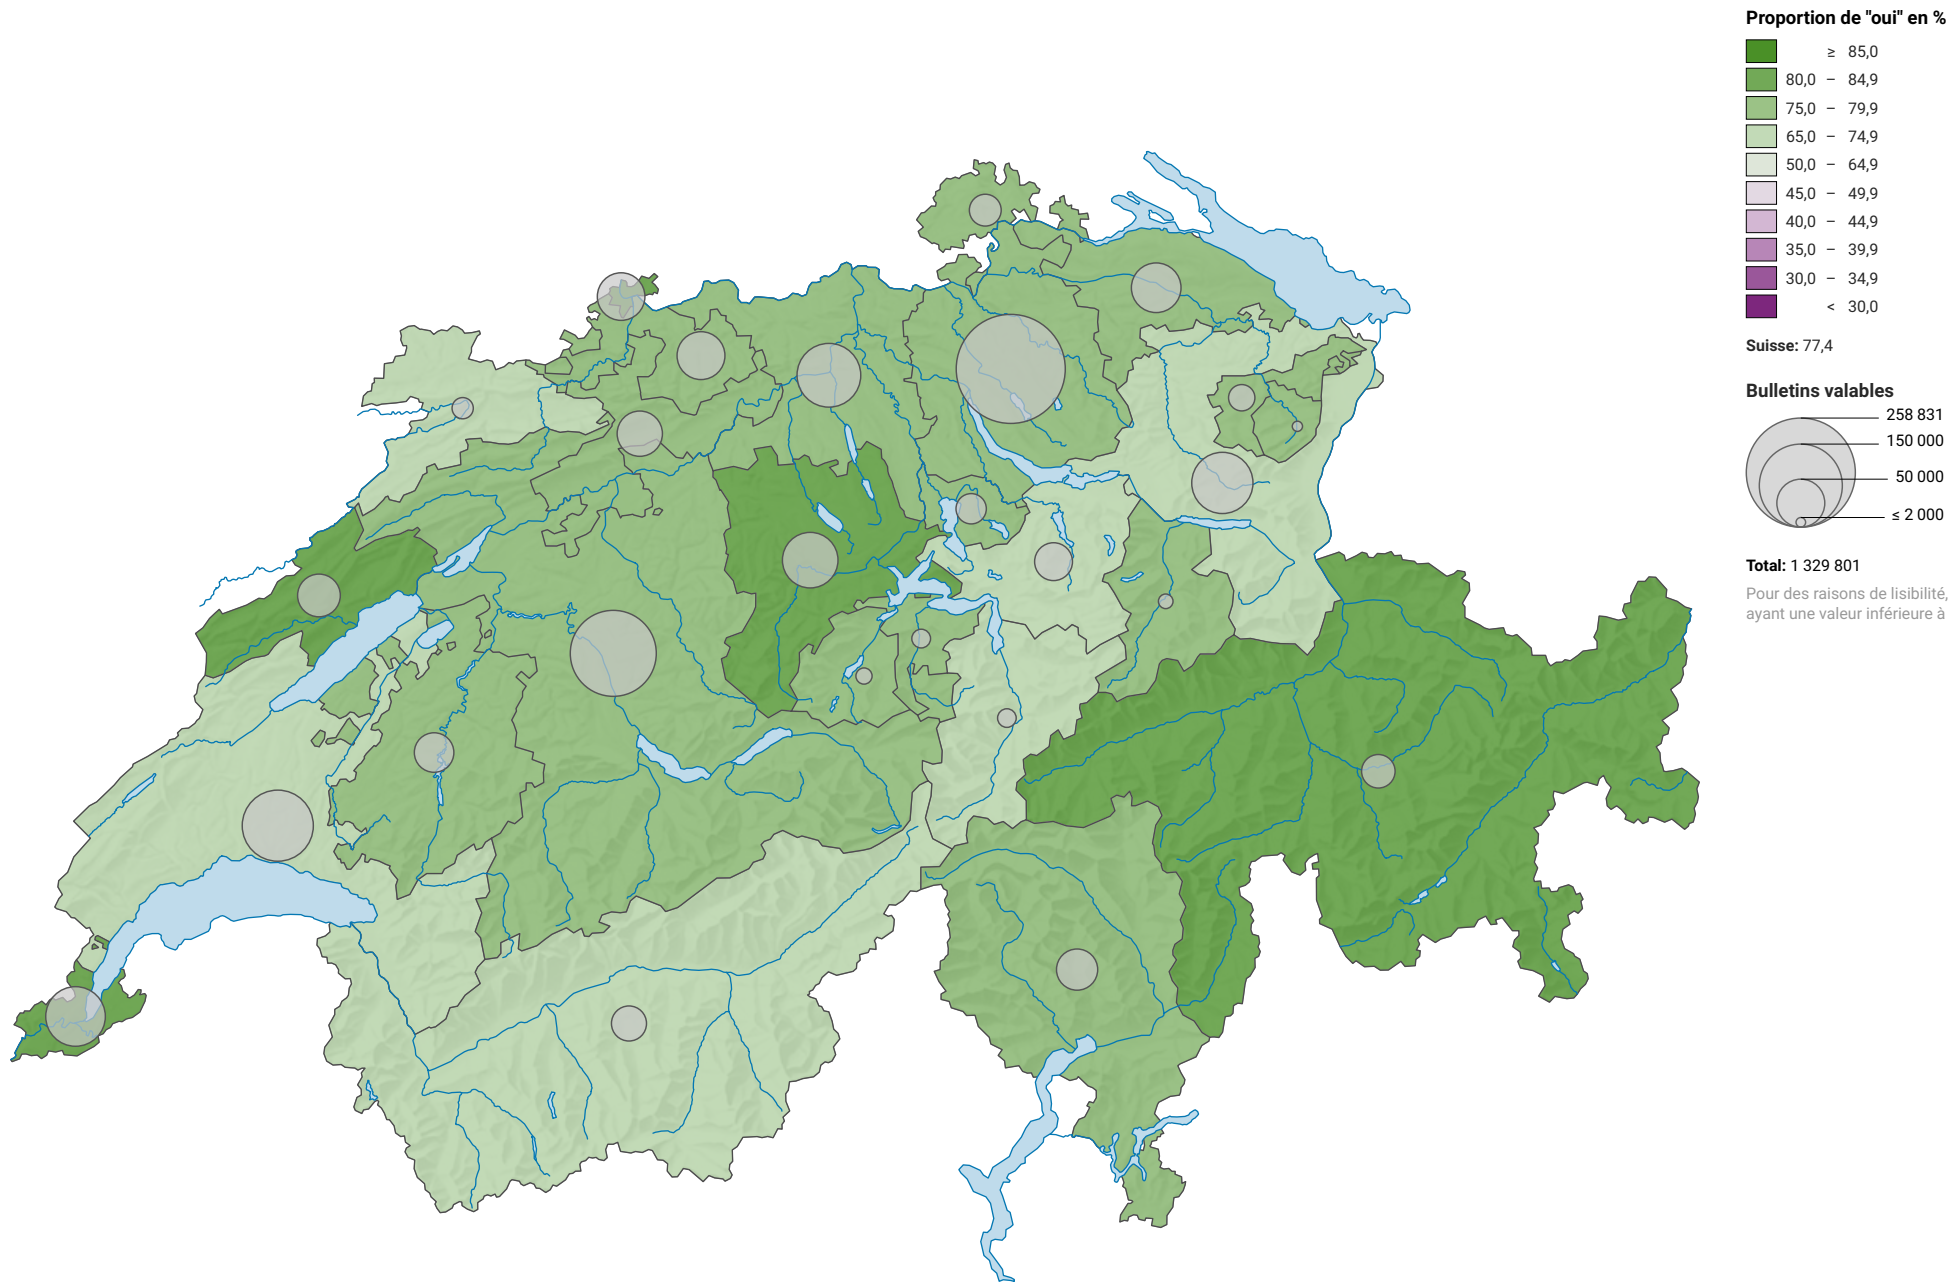 Proportion de "oui" en %
≥ 85,0
80,0 – 84,9
75,0 – 79,9
65,0 – 74,9
50,0 – 64,9
45,0 – 49,9
40,0 – 44,9
35,0 – 39,9
30,0 – 34,9
< 30,0
Suisse: 77,4
Bulletins valables
258 831
150 000
50 000
≤ 2 000
Total: 1 329 801
Pour des raisons de lisibilité,
ayant une valeur inférieure à